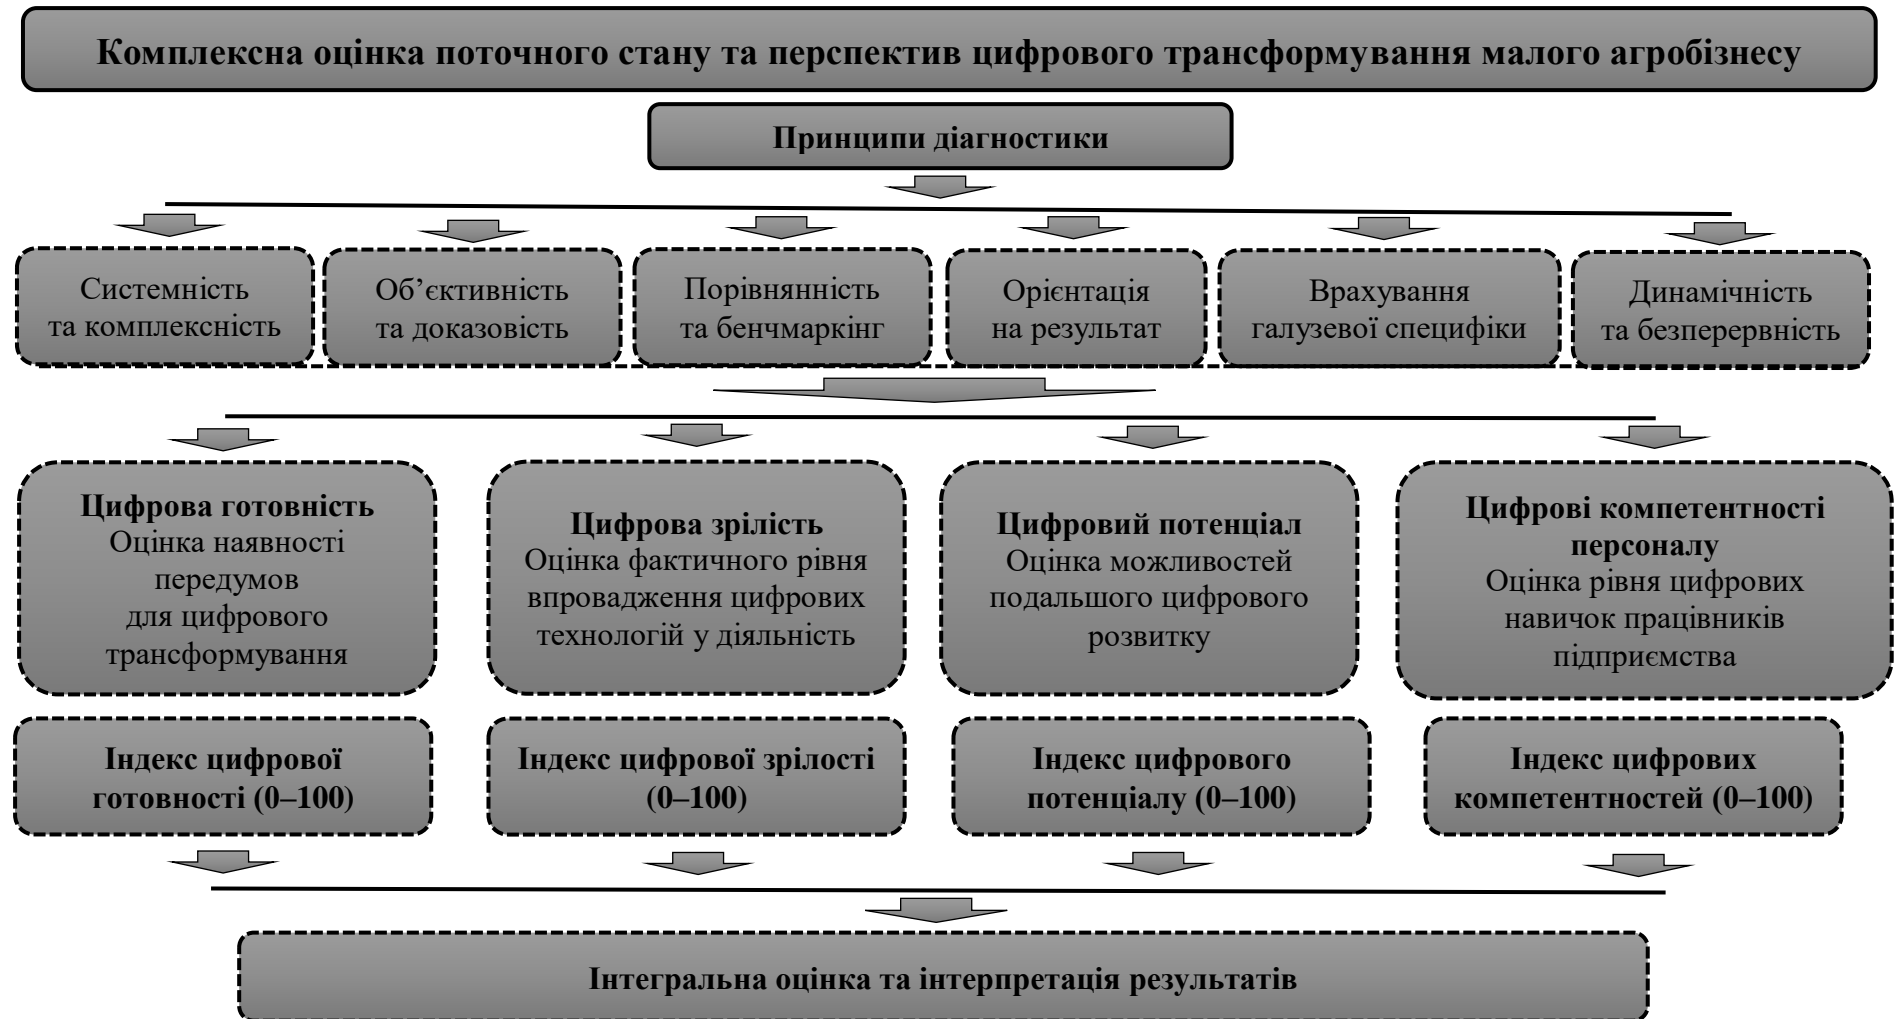 Комплексна оцінка поточного стану та перспектив цифрового трансформування малого агробізнесу
Принципи діагностики
Системність
та комплексність
Об’єктивність
та доказовість
Порівнянність
та бенчмаркінг
Орієнтація
на результат
Врахування
галузевої специфіки
Динамічність
та безперервність
Цифрова готовність
Оцінка наявності
передумов
для цифрового
трансформування
Цифрова зрілість
Оцінка фактичного рівня
впровадження цифрових
технологій у діяльність
Цифровий потенціал
Оцінка можливостей
подальшого цифрового
розвитку
Цифрові компетентності
персоналу
Оцінка рівня цифрових
навичок працівників
підприємства
Індекс цифрової
готовності (0–100)
Індекс цифрової зрілості
(0–100)
Індекс цифрового
потенціалу (0–100)
Індекс цифрових
компетентностей (0–100)
Інтегральна оцінка та інтерпретація результатів